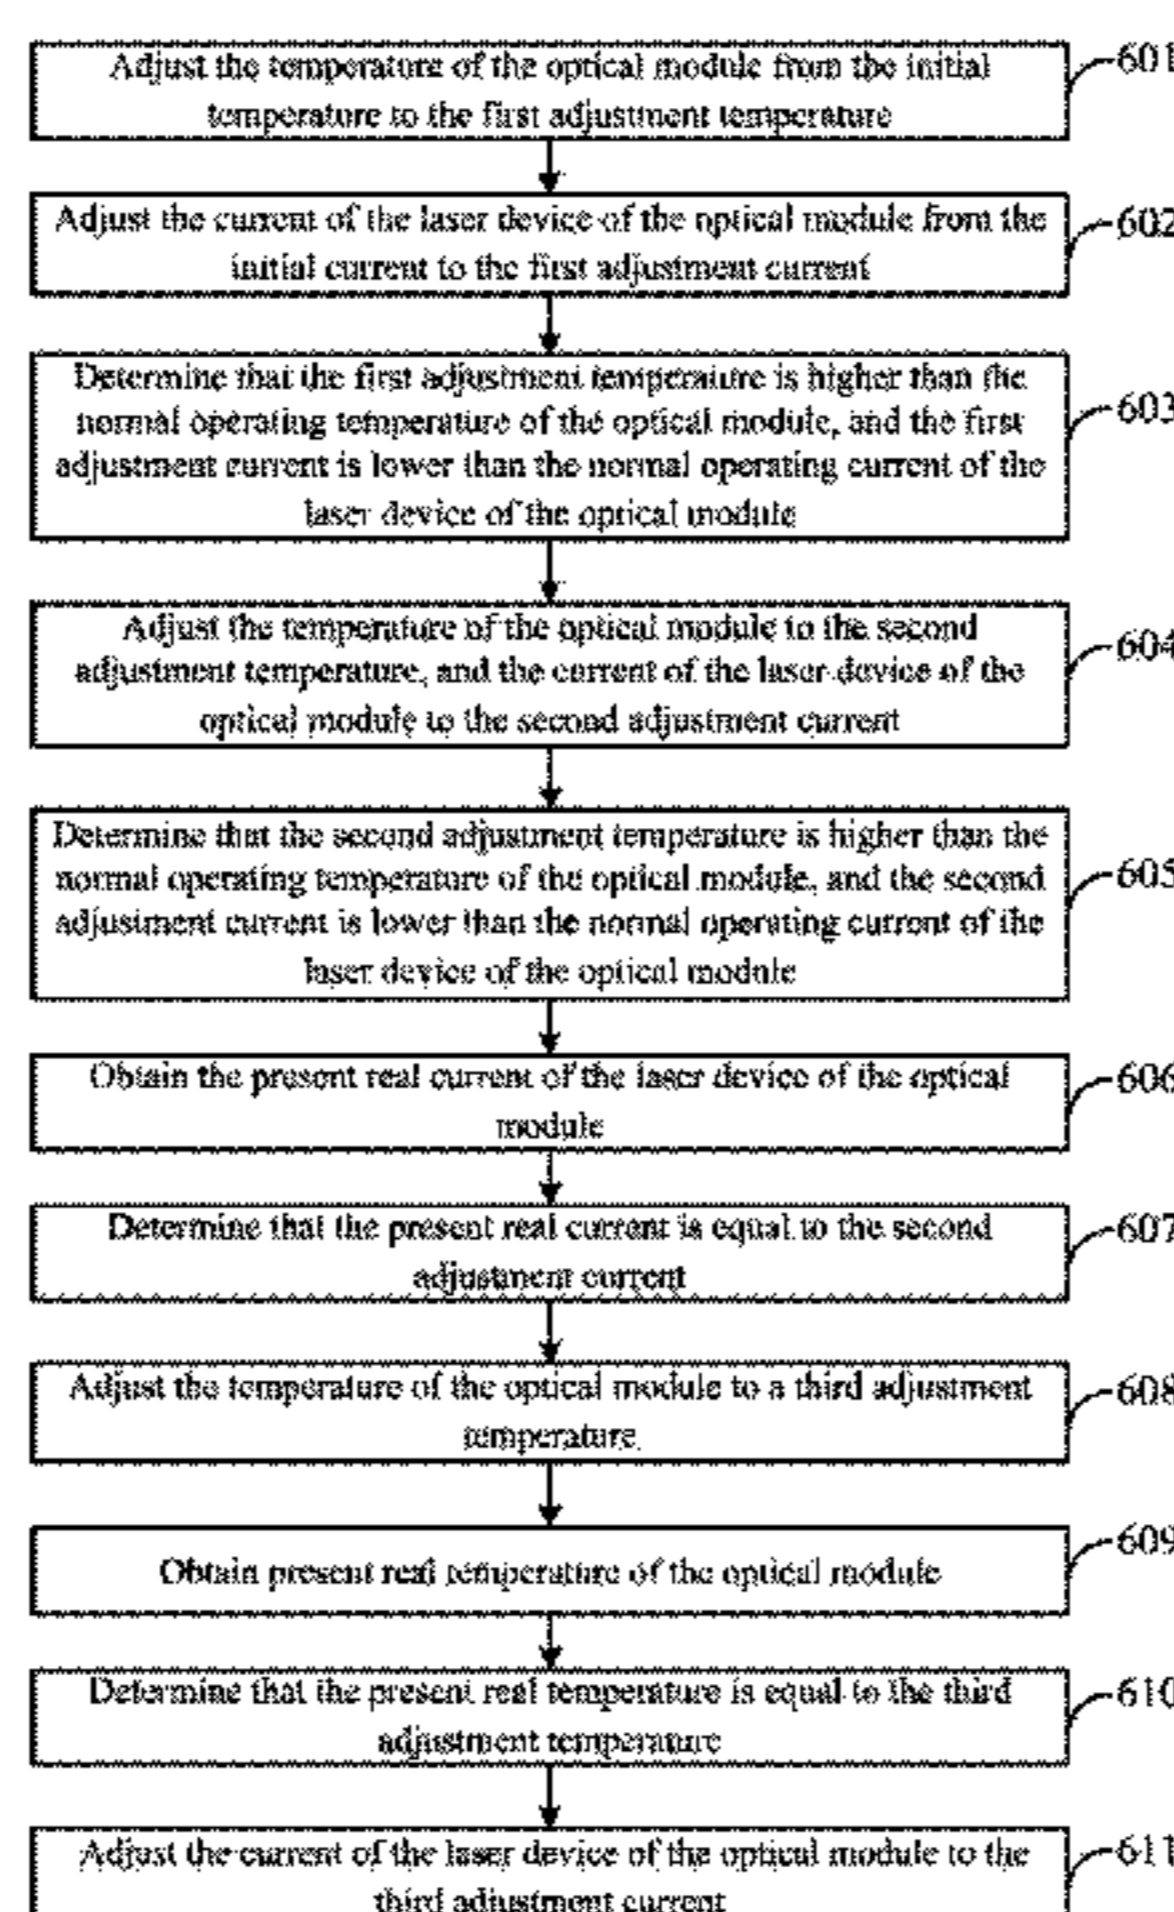 Adjust the temperature of the optical module from the initial
temperature to the first adjustment temperature
601
Adjust the current of the laser device of the optical module from the
initial current to the first adjustment current
602
Determine that the first adjustment temperature is higher than the
normal operating temperature of the optical module, and the first
adjustment current is lower than the normal operating current of the
laser device of the optical module
603
Adjust the temperature of the optical module to the second
adjustment temperature, and the current of the laser device of the
optical module to the second adjustment current
604
Determine that the second adjustment temperature is higher than the
normal operating temperature of the optical module, and the second
adjustment current is lower than the normal operating current of the
laser device of the optical module
605
Obtain the present real current of the laser device of the optical
module
606
Determine that the present real current is equal to the second
adjustment current
607
Adjust the temperature of the optical module to a third adjustment
temperature
608
Obtain present real temperature of the optical module
609
Determine that the present real temperature is equal to the third
adjustment temperature
610
Adjust the current of the laser device of the optical module to the
third adjustment current
611